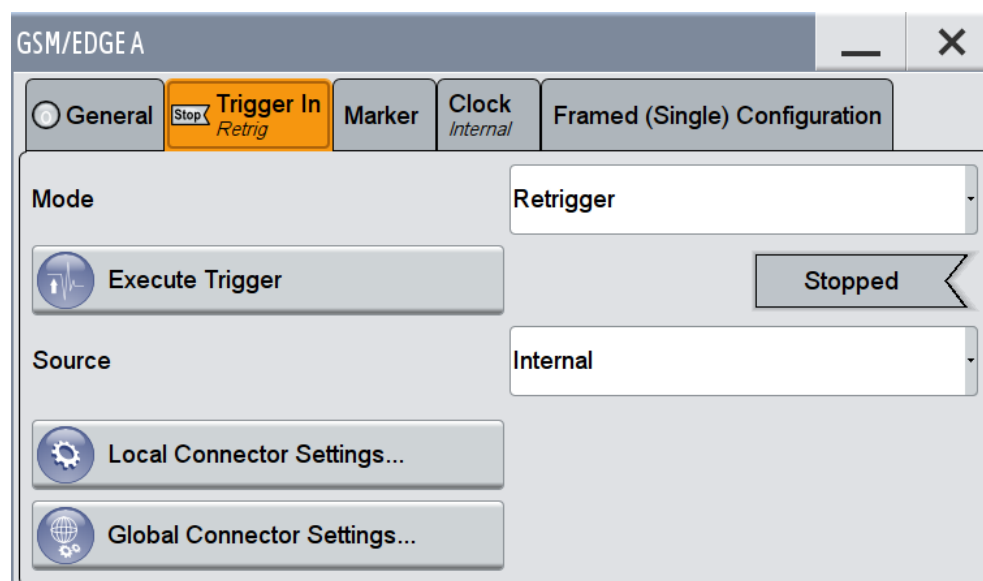 GSM/EDGE A
General
Stop
Trigger In
Retrig
Marker
Clock
Internal
Framed (Single) Configuration
Mode
Retrigger
Execute Trigger
Stopped
Source
Internal
Local Connector Settings...
Global Connector Settings...